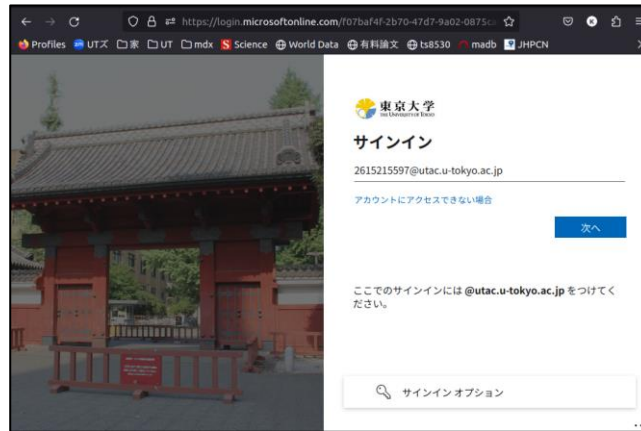 https://login.microsoftonline.com/f07baf4f-2b70-47d7-9a02-0875c
Profiles UTズ 家 UT mdx Science World Data 有料論文 ts8530 madb JHPCN
東京大学
THE UNIVERSITY OF TOKYO
サインイン
2615215597@utac.u-tokyo.ac.jp
アカウントにアクセスできない場合
次へ
ここでのサインインには @utac.u-tokyo.ac.jp をつけてく
ださい。
サインイン オプション